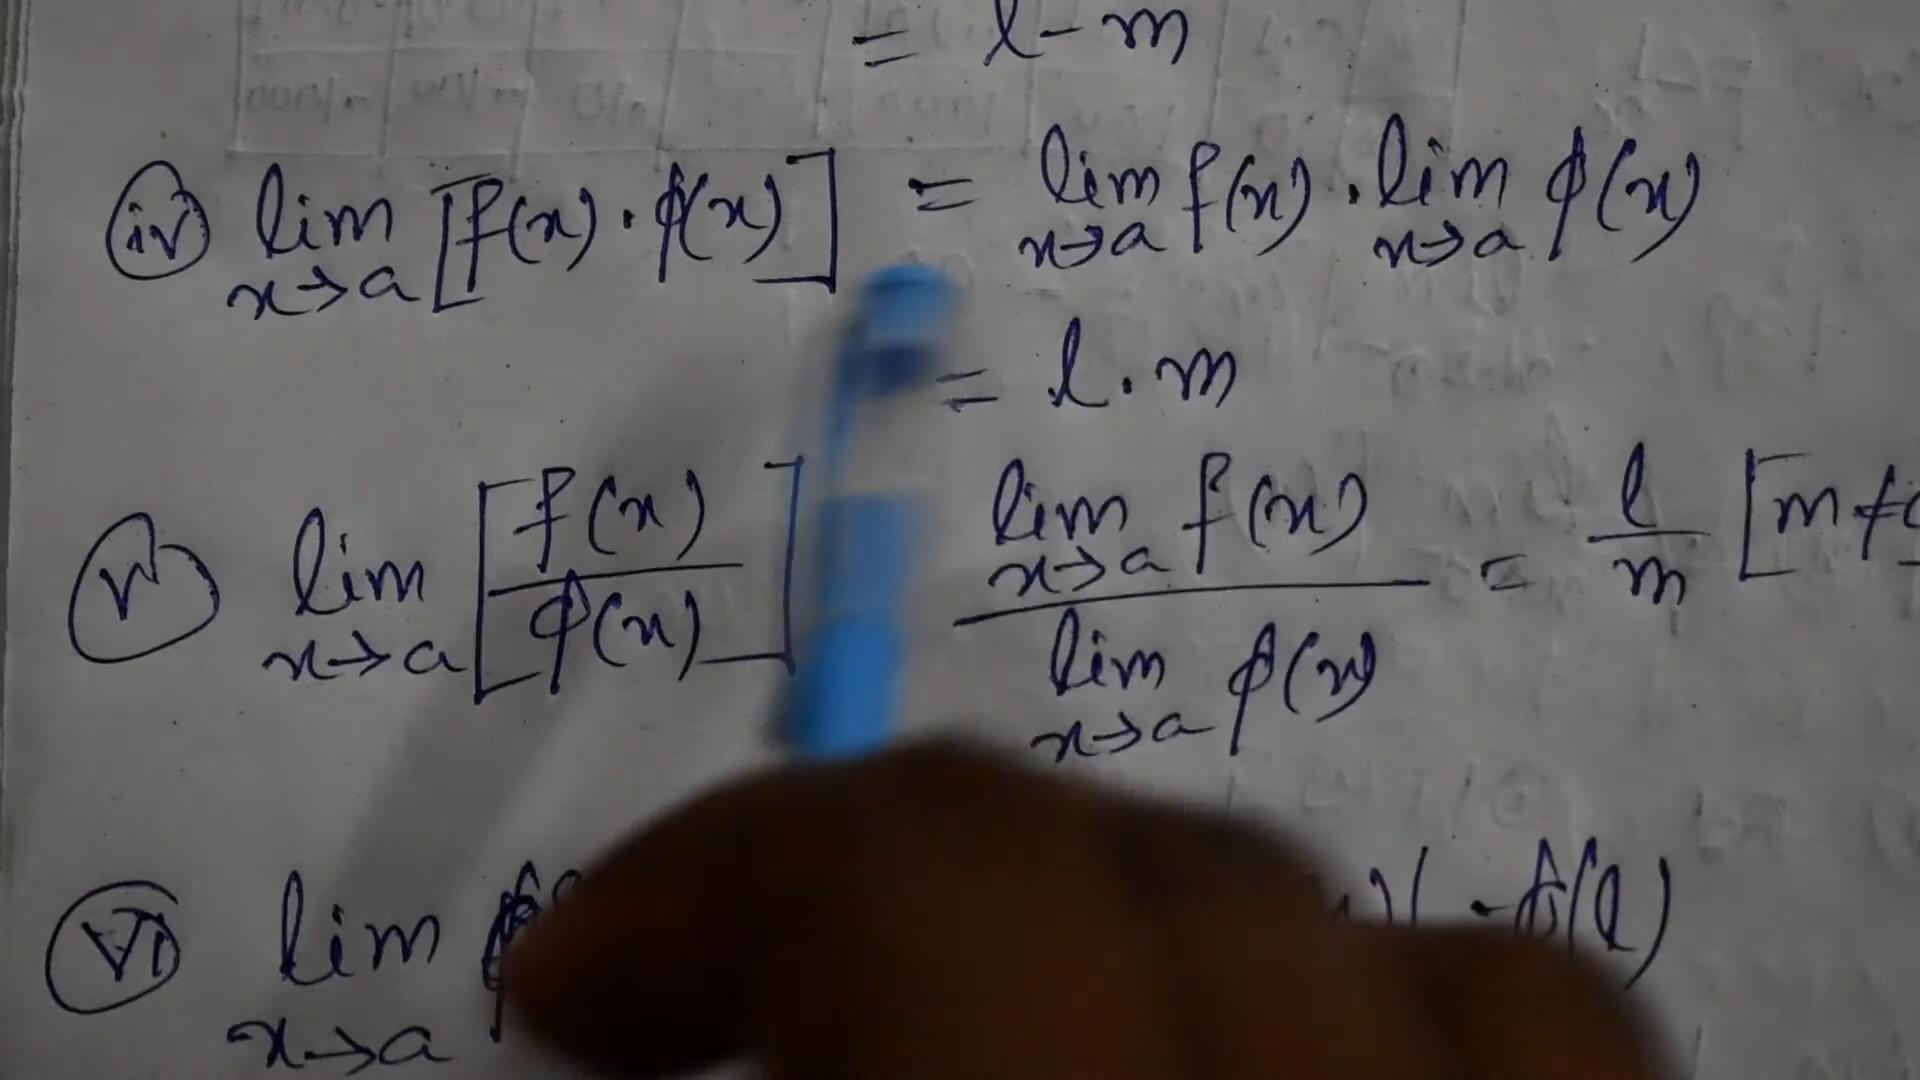 = l - m
(iv) lim x→a [f(x) · ϕ(x)] = lim x→a f(x) · lim x→a ϕ(x)
= l · m
(v) lim x→a [f(x) / ϕ(x)] lim x→a f(x) / lim x→a ϕ(x) = l/m [m ≠
(vi) lim x→a